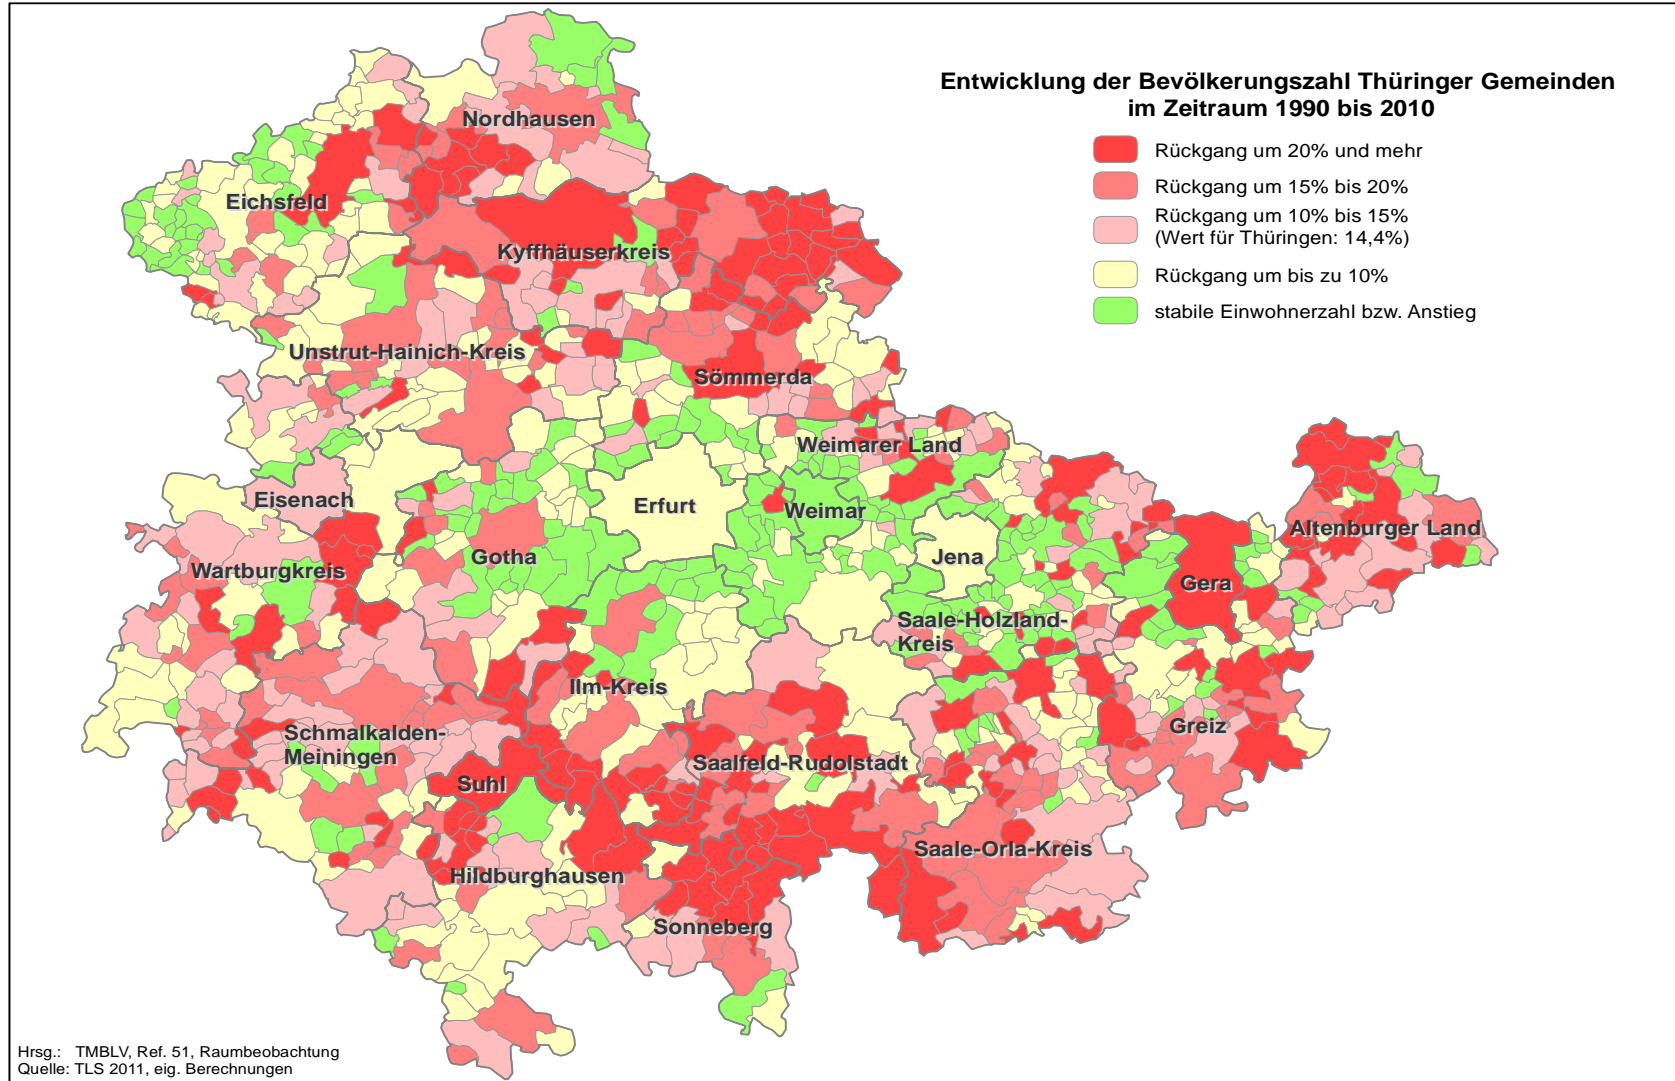 Entwicklung der Bevölkerungszahl Thüringer Gemeinden
im Zeitraum 1990 bis 2010
Rückgang um 20% und mehr
Rückgang um 15% bis 20%
Rückgang um 10% bis 15%
(Wert für Thüringen: 14,4%)
Rückgang um bis zu 10%
stabile Einwohnerzahl bzw. Anstieg
Nordhausen
Eichsfeld
Kyffhäuserkreis
Unstrut-Hainich-Kreis
Sömmerda
Weimarer Land
Eisenach
Erfurt
Weimar
Altenburger Land
Gotha
Jena
Wartburgkreis
Gera
Saale-Holzland-
Kreis
Ilm-Kreis
Greiz
Schmalkalden-
Meiningen
Saalfeld-Rudolstadt
Suhl
Saale-Orla-Kreis
Hildburghausen
Sonneberg
Hrsg.: TMBLV, Ref. 51, Raumbeobachtung
Quelle: TLS 2011, eig. Berechnungen